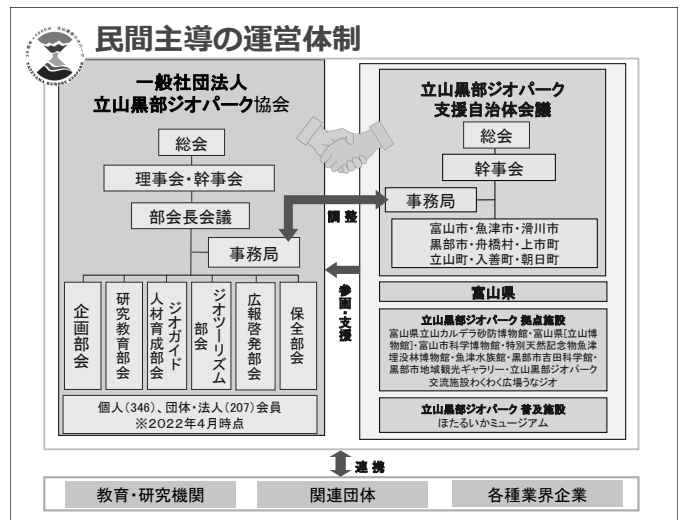 民間主導の運営体制
一般社団法人
立山黒部ジオパーク協会
総会
理事会・幹事会
部会長会議
事務局
企画部会
研究教育部会
ジオガイド
人材育成部会
ジオツーリズム
部会
広報啓発部会
保全部会
個人(346)、団体・法人(207)会員
※2022年4月時点
調整
参画・支援
立山黒部ジオパーク
支援自治体会議
総会
幹事会
事務局
富山市・魚津市・滑川市
黒部市・舟橋村・上市町
立山町・入善町・朝日町
富山県
立山黒部ジオパーク 拠点施設
富山県立山カルデラ砂防博物館・富山県[立山博
物館]・富山市科学博物館・特別天然記念物魚津
埋没林博物館・魚津水族館・黒部市吉田科学館・
黒部市地域観光ギャラリー・立山黒部ジオパーク
交流施設わくわく広場うなジオ
立山黒部ジオパーク 普及施設
ほたるいかミュージアム
連携
教育・研究機関
関連団体
各種業界企業